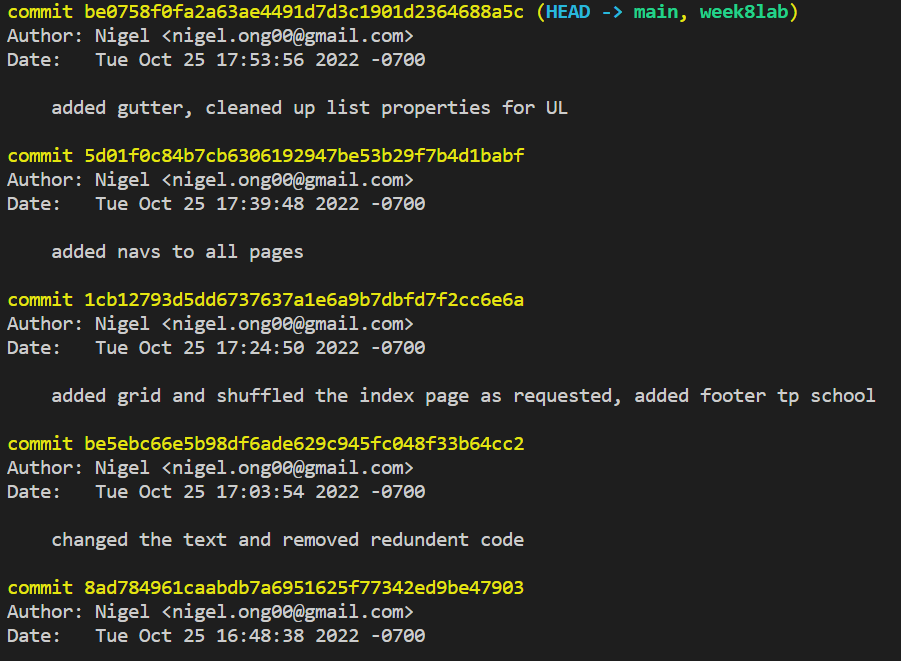 commit be0758f0fa2a63ae4491d7d3c1901d2364688a5c (HEAD -> main, week8lab)
Author: Nigel <nigel.ong00@gmail.com>
Date:   Tue Oct 25 17:53:56 2022 -0700
added gutter, cleaned up list properties for UL
commit 5d01f0c84b7cb6306192947be53b29f7b4d1babf
Author: Nigel <nigel.ong00@gmail.com>
Date:   Tue Oct 25 17:39:48 2022 -0700
added navs to all pages
commit 1cb12793d5dd6737637a1e6a9b7dbfd7f2cc6e6a
Author: Nigel <nigel.ong00@gmail.com>
Date:   Tue Oct 25 17:24:50 2022 -0700
added grid and shuffled the index page as requested, added footer tp school
commit be5ebc66e5b98df6ade629c945fc048f33b64cc2
Author: Nigel <nigel.ong00@gmail.com>
Date:   Tue Oct 25 17:03:54 2022 -0700
changed the text and removed redundent code
commit 8ad784961caabdb7a6951625f77342ed9be47903
Author: Nigel <nigel.ong00@gmail.com>
Date:   Tue Oct 25 16:48:38 2022 -0700